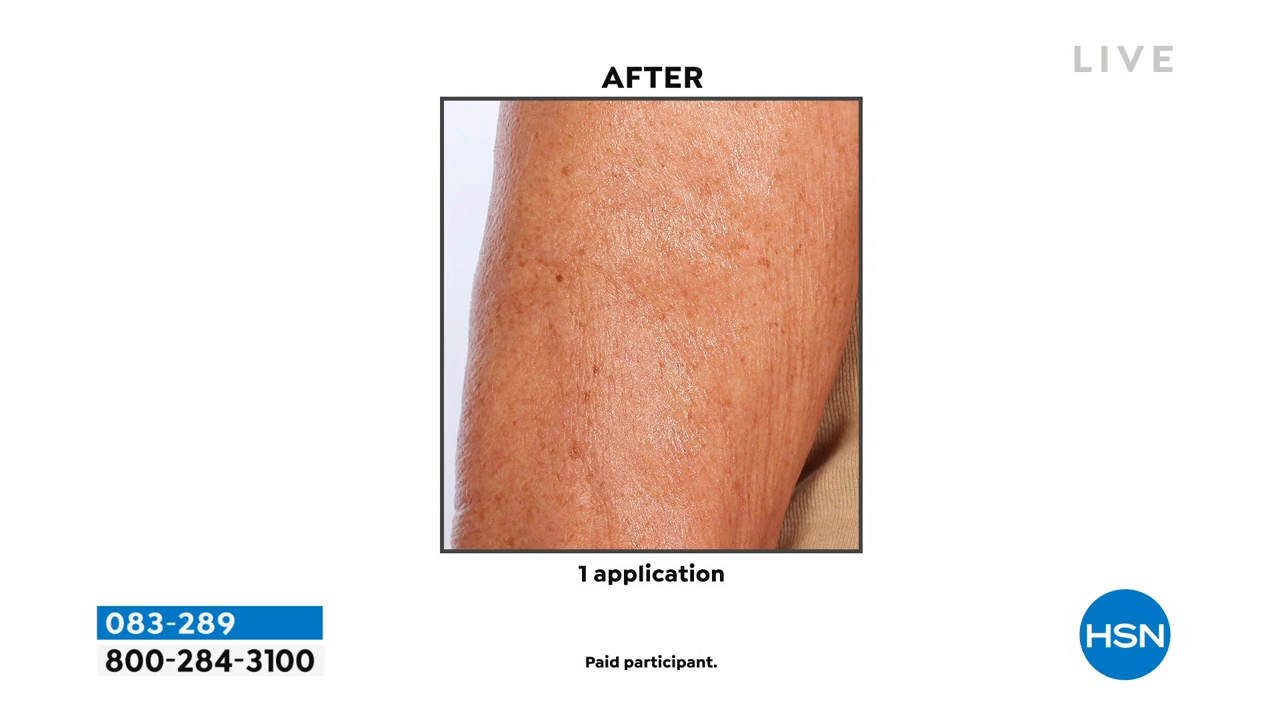 LIVE
AFTER
1 application
083-289
800-284-3100
Paid participant.
HSN